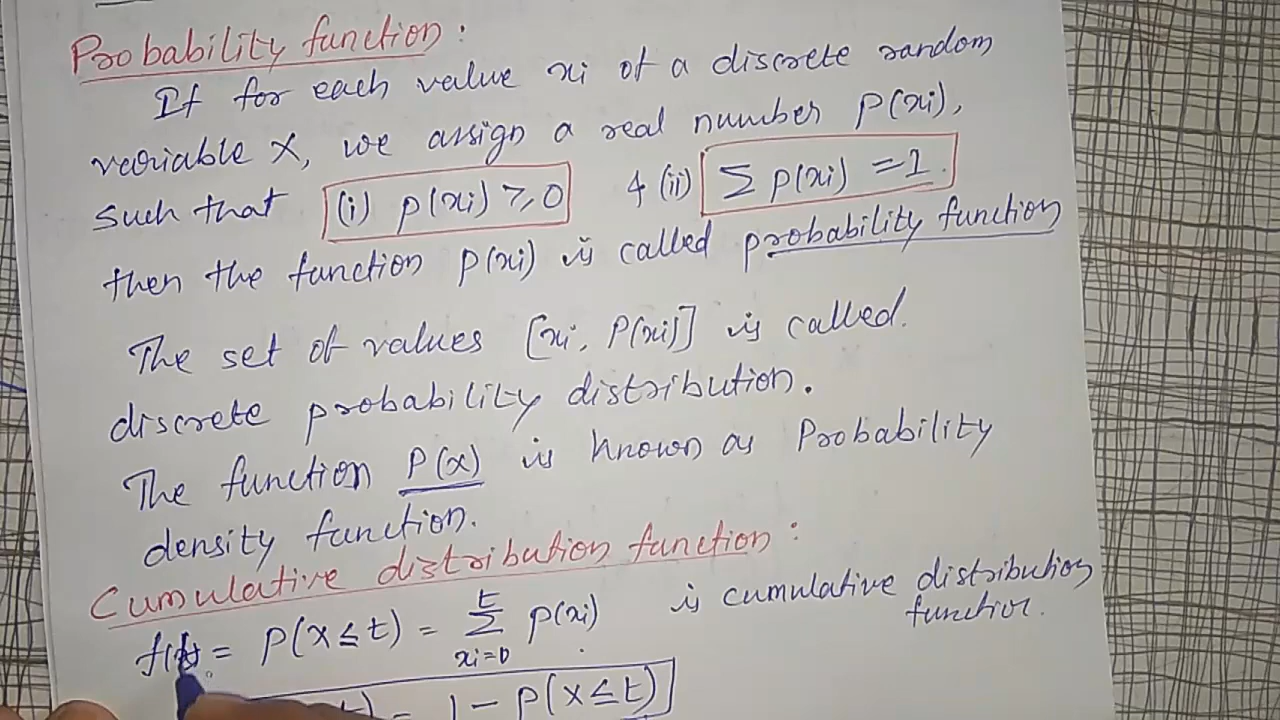 Probability function :
If for each value xi of a discrete random
variable X, we assign a real number P(xi),
such that (i) p(xi) ≥ 0 & (ii) Σ p(xi) = 1.
then the function p(xi) is called probability function
The set of values [xi, P(xi)] is called.
discrete probability distribution.
The function P(x) is known as Probability
density function.
Cumulative distribution function :
P(X ≤ t) = Σ_{xi=0}^{t} p(xi) is cumulative distribution
function.
t) = 1 - P(X ≤ t)